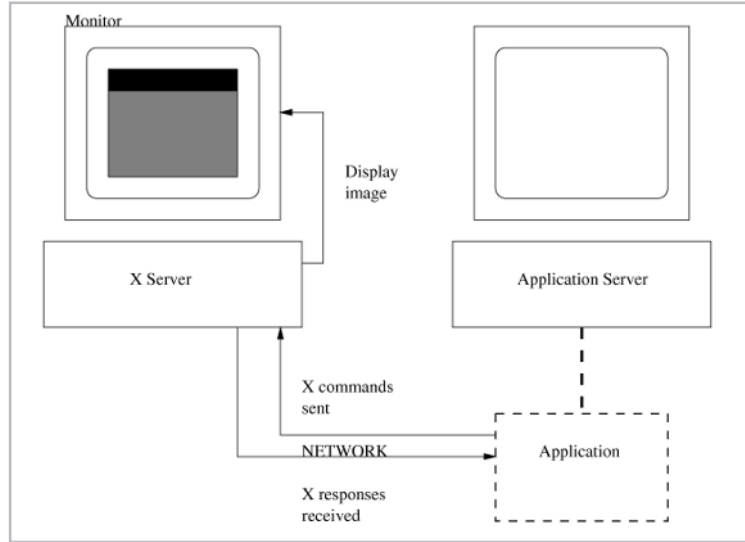 Monitor
Display
image
X Server
Application Server
X commands
sent
NETWORK
Application
X responses
received